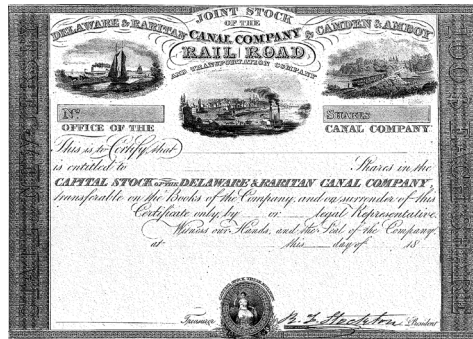 JOINT STOCK
OF THE
DELAWARE & RARITAN CANAL COMPANY & CAMDEN & AMBOY
RAIL ROAD
AND TRANSPORTATION COMPANY
No
SHARES
OFFICE OF THE
CANAL COMPANY
This is to Certify, that
is entitled to Shares in the
CAPITAL STOCK OF THE DELAWARE & RARITAN CANAL COMPANY,
transferable on the Books of the Company, and on surrender of this
Certificate only, by or legal Representative.
Witness our Hands, and the Seal of the Company,
at this day of 18
Treasurer R. F. Stockton President